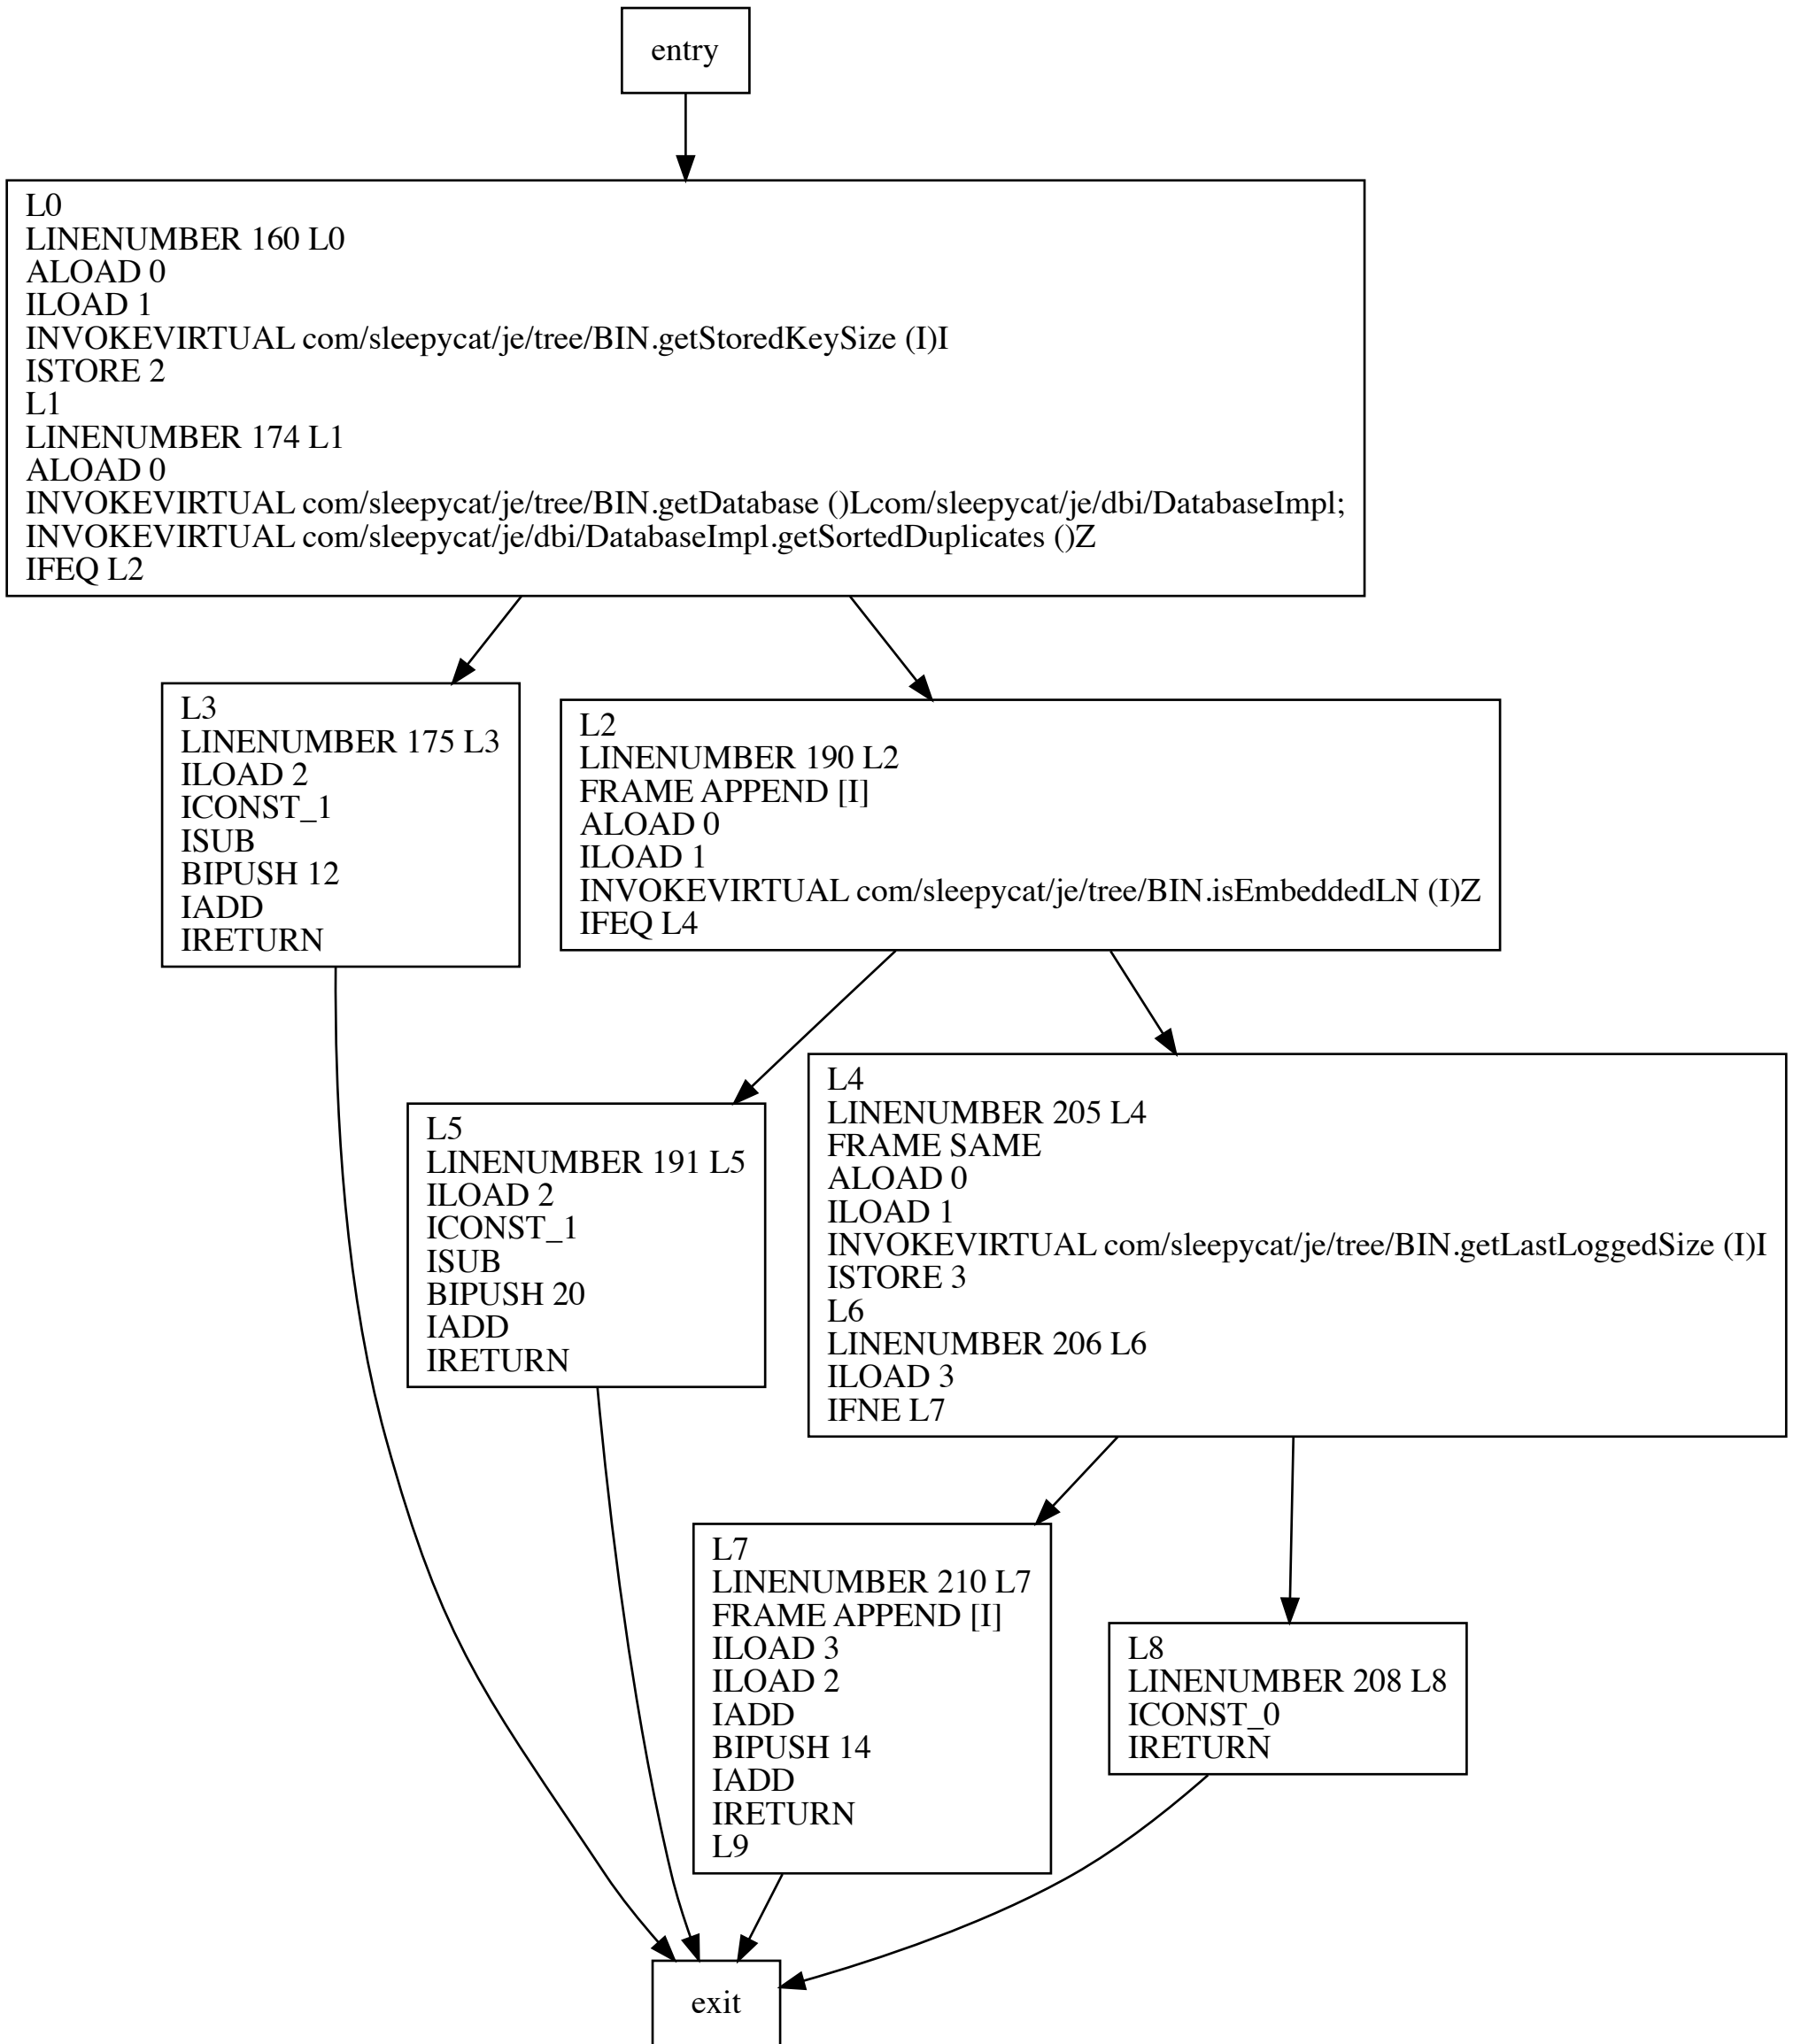 entry
L0
LINENUMBER 160 L0
ALOAD 0
ILOAD 1
INVOKEVIRTUAL com/sleepycat/je/tree/BIN.getStoredKeySize (I)I
ISTORE 2
L1
LINENUMBER 174 L1
ALOAD 0
INVOKEVIRTUAL com/sleepycat/je/tree/BIN.getDatabase ()Lcom/sleepycat/je/dbi/DatabaseImpl;
INVOKEVIRTUAL com/sleepycat/je/dbi/DatabaseImpl.getSortedDuplicates ()Z
IFEQ L2
L3
LINENUMBER 175 L3
ILOAD 2
ICONST_1
ISUB
BIPUSH 12
IADD
IRETURN
L2
LINENUMBER 190 L2
FRAME APPEND [I]
ALOAD 0
ILOAD 1
INVOKEVIRTUAL com/sleepycat/je/tree/BIN.isEmbeddedLN (I)Z
IFEQ L4
L5
LINENUMBER 191 L5
ILOAD 2
ICONST_1
ISUB
BIPUSH 20
IADD
IRETURN
L4
LINENUMBER 205 L4
FRAME SAME
ALOAD 0
ILOAD 1
INVOKEVIRTUAL com/sleepycat/je/tree/BIN.getLastLoggedSize (I)I
ISTORE 3
L6
LINENUMBER 206 L6
ILOAD 3
IFNE L7
L7
LINENUMBER 210 L7
FRAME APPEND [I]
ILOAD 3
ILOAD 2
IADD
BIPUSH 14
IADD
IRETURN
L9
L8
LINENUMBER 208 L8
ICONST_0
IRETURN
exit